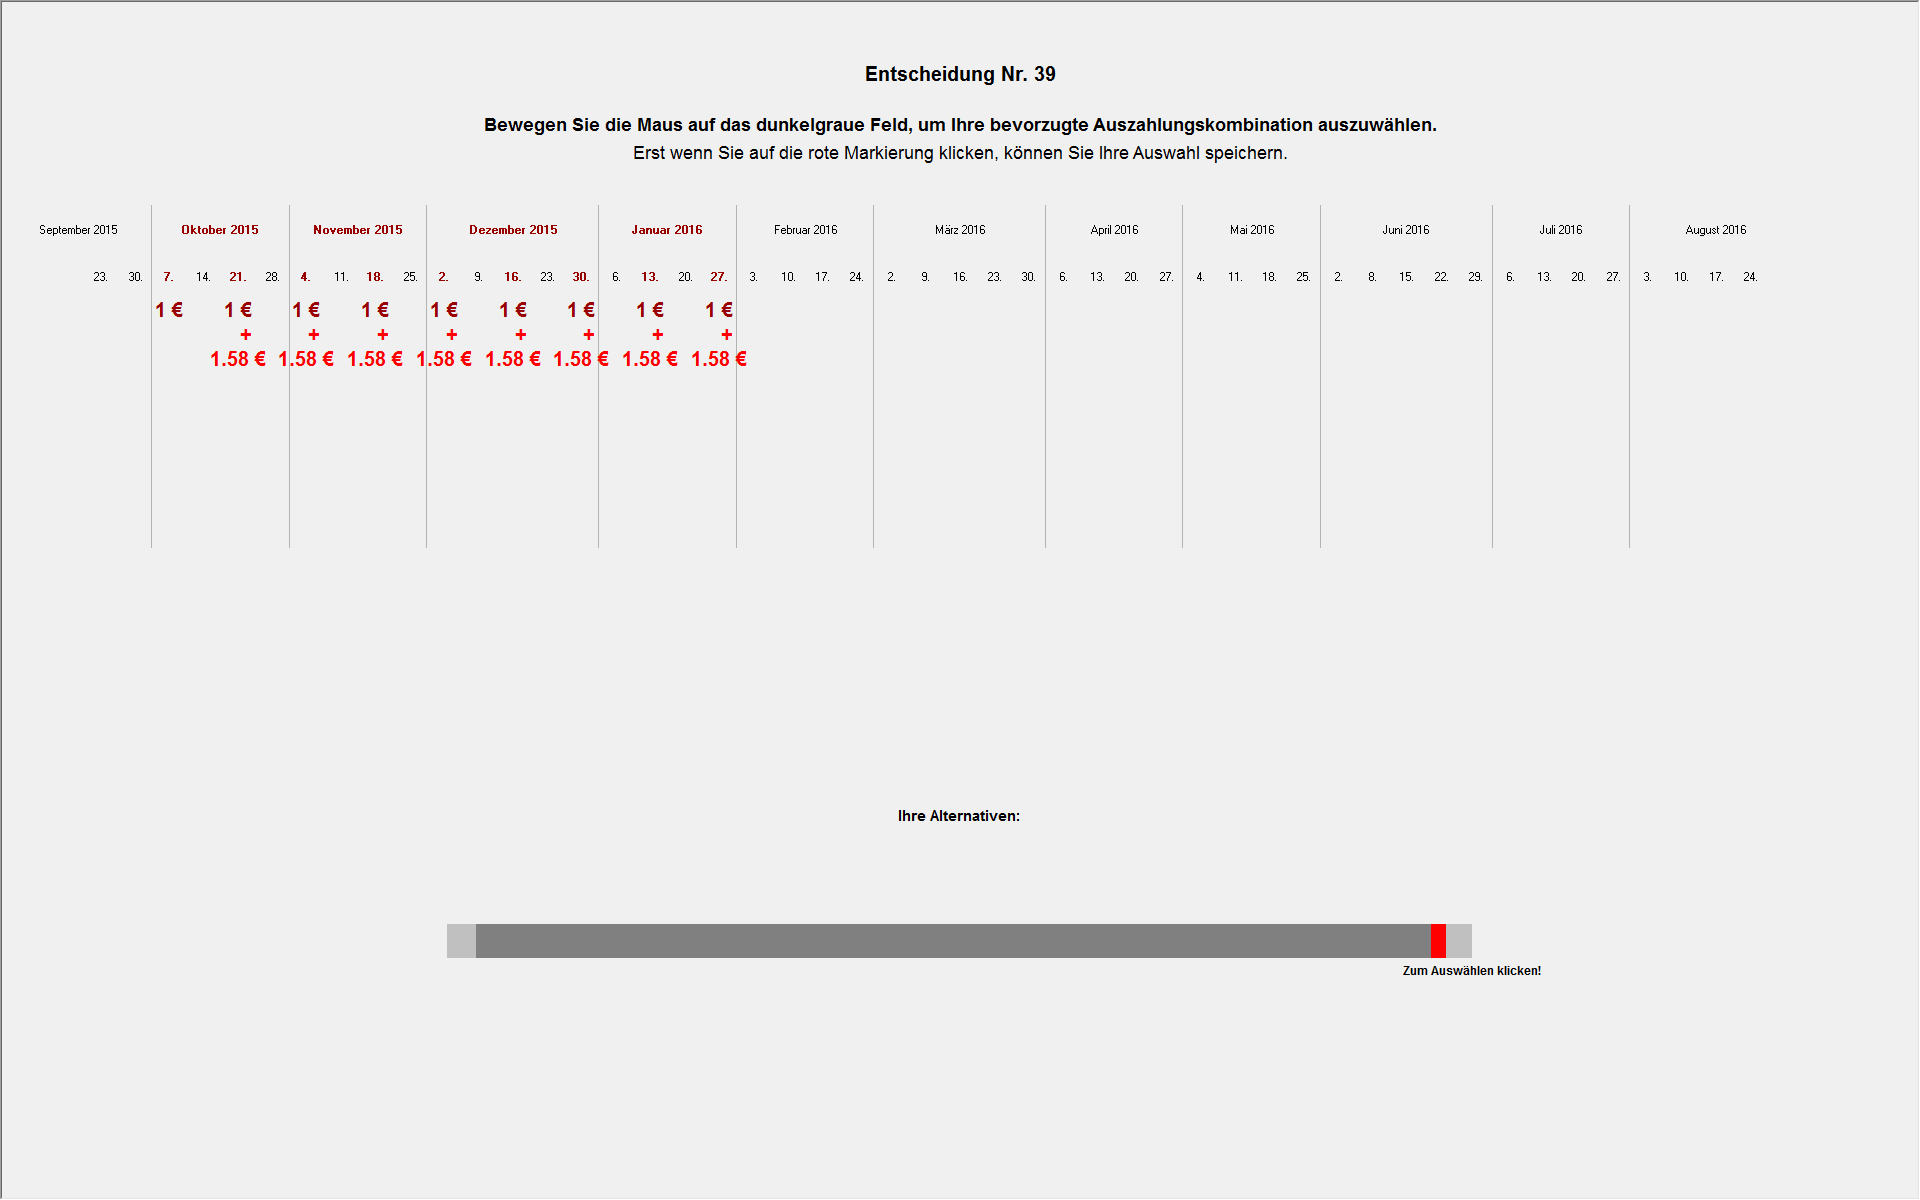 Entscheidung Nr. 39
Bewegen Sie die Maus auf das dunkelgraue Feld, um Ihre bevorzugte Auszahlungskombination auszuwählen.
Erst wenn Sie auf die rote Markierung klicken, können Sie Ihre Auswahl speichern.
September 2015 Oktober 2015 November 2015 Dezember 2015 Januar 2016 Februar 2016 März 2016 April 2016 Mai 2016 Juni 2016 Juli 2016 August 2016
23. 30. 7. 14. 21. 28. 4. 11. 18. 25. 2. 9. 16. 23. 30. 6. 13. 20. 27. 3. 10. 17. 24. 2. 9. 16. 23. 30. 6. 13. 20. 27. 4. 11. 18. 25. 2. 8. 15. 22. 29. 6. 13. 20. 27. 3. 10. 17. 24.
1 € 1 € 1 € 1 € 1 € 1 € 1 € 1 € 1 €
+ + + + + + + +
1.58 € 1.58 € 1.58 € 1.58 € 1.58 € 1.58 € 1.58 € 1.58 €
Ihre Alternativen:
Zum Auswählen klicken!